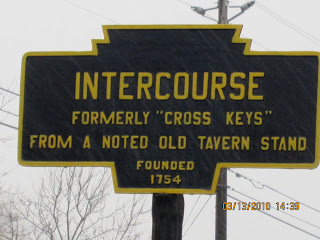 INTERCOURSE
FORMERLY "CROSS KEYS"
FROM A NOTED OLD TAVERN STAND
FOUNDED
1754
03/13/2010 14:39